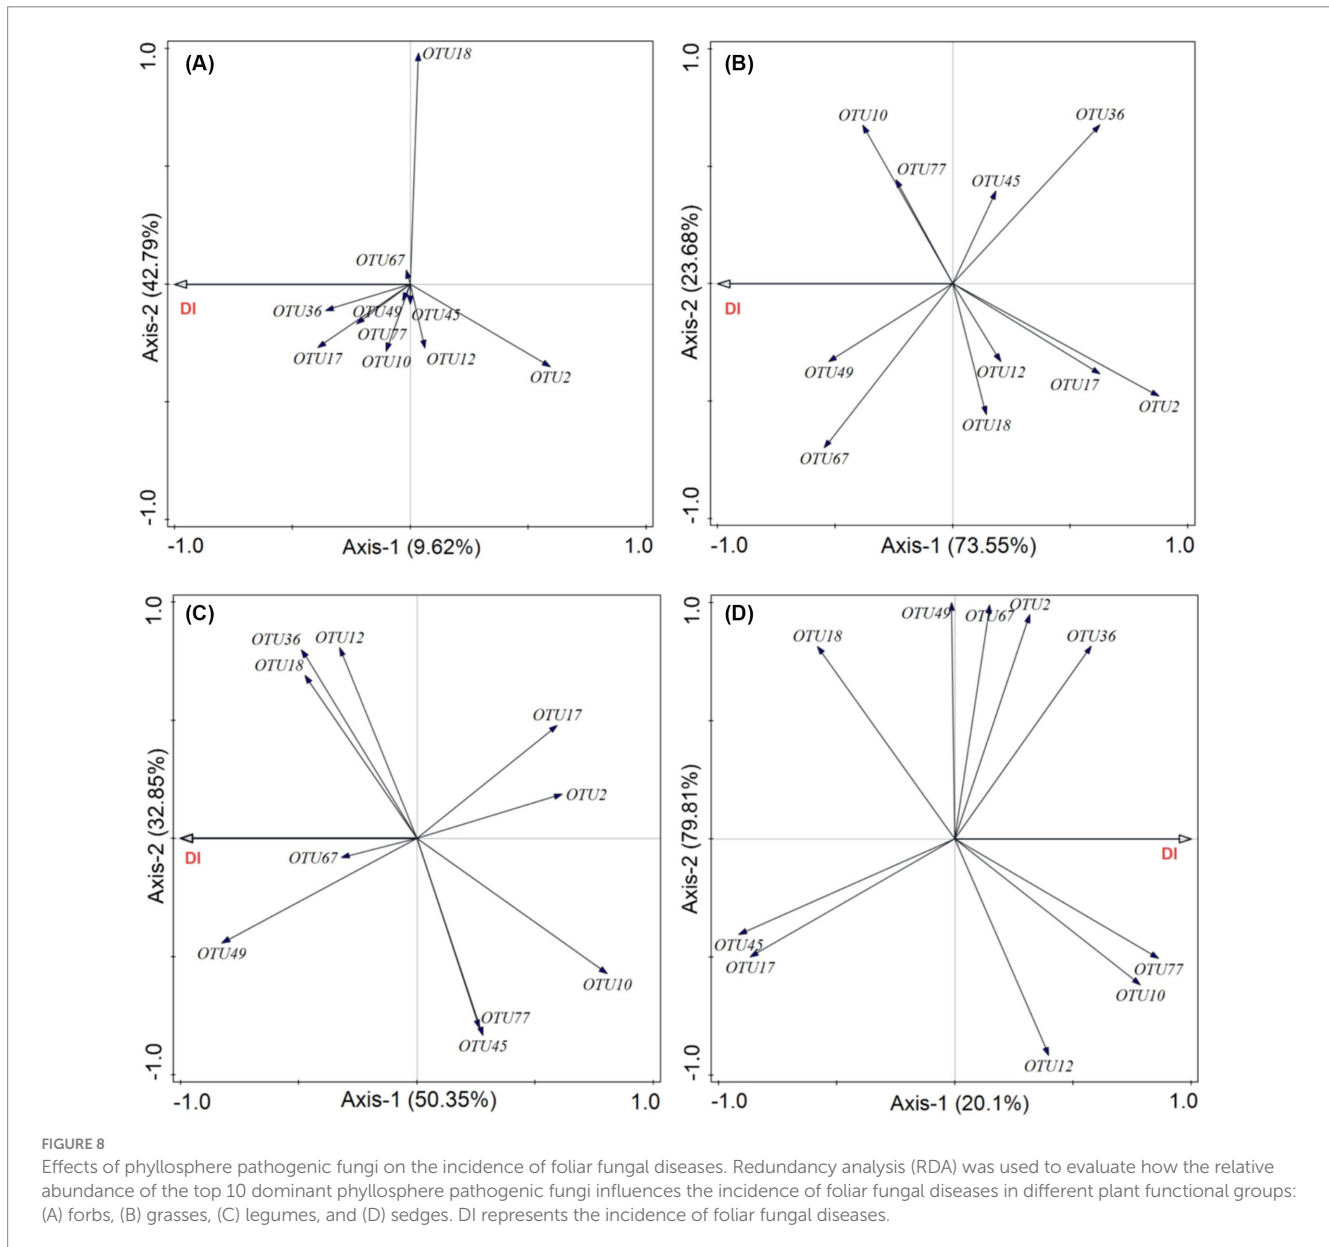 (A)
1.0
OTU18
OTU67
DI
OTU36
OTU49
OTU45
OTU77
OTU17
OTU10
OTU12
OTU2
Axis-2 (42.79%)
-1.0
-1.0
Axis-1 (9.62%)
1.0
(B)
1.0
OTU10
OTU36
OTU77
OTU45
DI
OTU49
OTU12
OTU17
OTU2
OTU18
OTU67
Axis-2 (23.68%)
-1.0
-1.0
Axis-1 (73.55%)
1.0
(C)
1.0
OTU36
OTU12
OTU18
OTU17
OTU2
DI
OTU67
OTU49
OTU10
OTU77
OTU45
Axis-2 (32.85%)
-1.0
-1.0
Axis-1 (50.35%)
1.0
(D)
1.0
OTU49
OTU67
OTU2
OTU18
OTU36
DI
OTU45
OTU17
OTU77
OTU10
OTU12
Axis-2 (79.81%)
-1.0
-1.0
Axis-1 (20.1%)
1.0
FIGURE 8
Effects of phyllosphere pathogenic fungi on the incidence of foliar fungal diseases. Redundancy analysis (RDA) was used to evaluate how the relative
abundance of the top 10 dominant phyllosphere pathogenic fungi influences the incidence of foliar fungal diseases in different plant functional groups:
(A) forbs, (B) grasses, (C) legumes, and (D) sedges. DI represents the incidence of foliar fungal diseases.